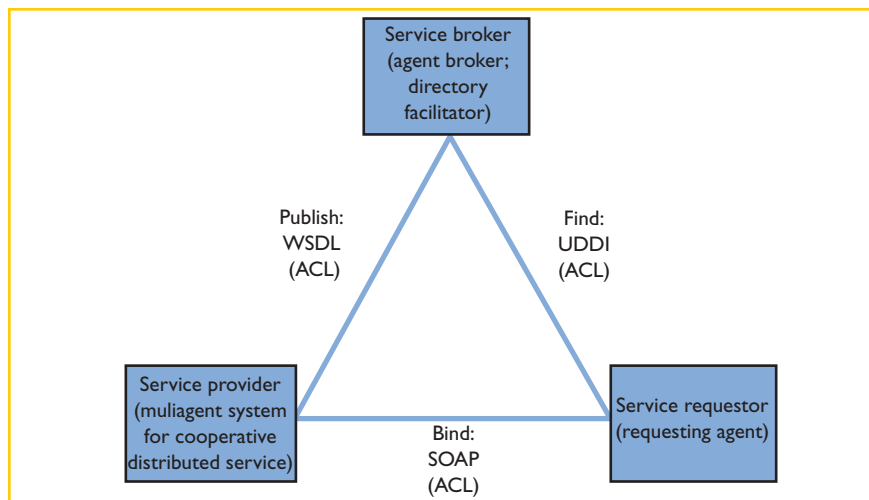 Service broker
(agent broker;
directory
facilitator)
Publish:
WSDL
(ACL)
Find:
UDDI
(ACL)
Service provider
(muliagent system
for cooperative
distributed service)
Bind:
SOAP
(ACL)
Service requestor
(requesting agent)